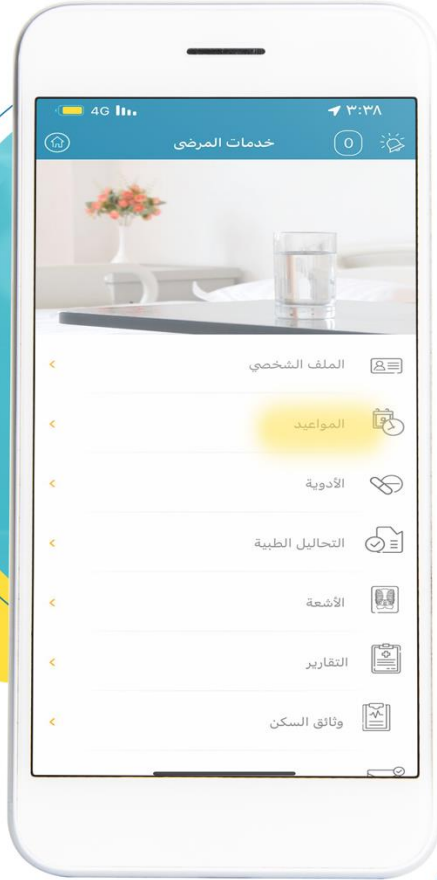 4G ٣:٣٨
خدمات المرضى 0
الملف الشخصي
المواعيد
الأدوية
التحاليل الطبية
الأشعة
التقارير
وثائق السكن